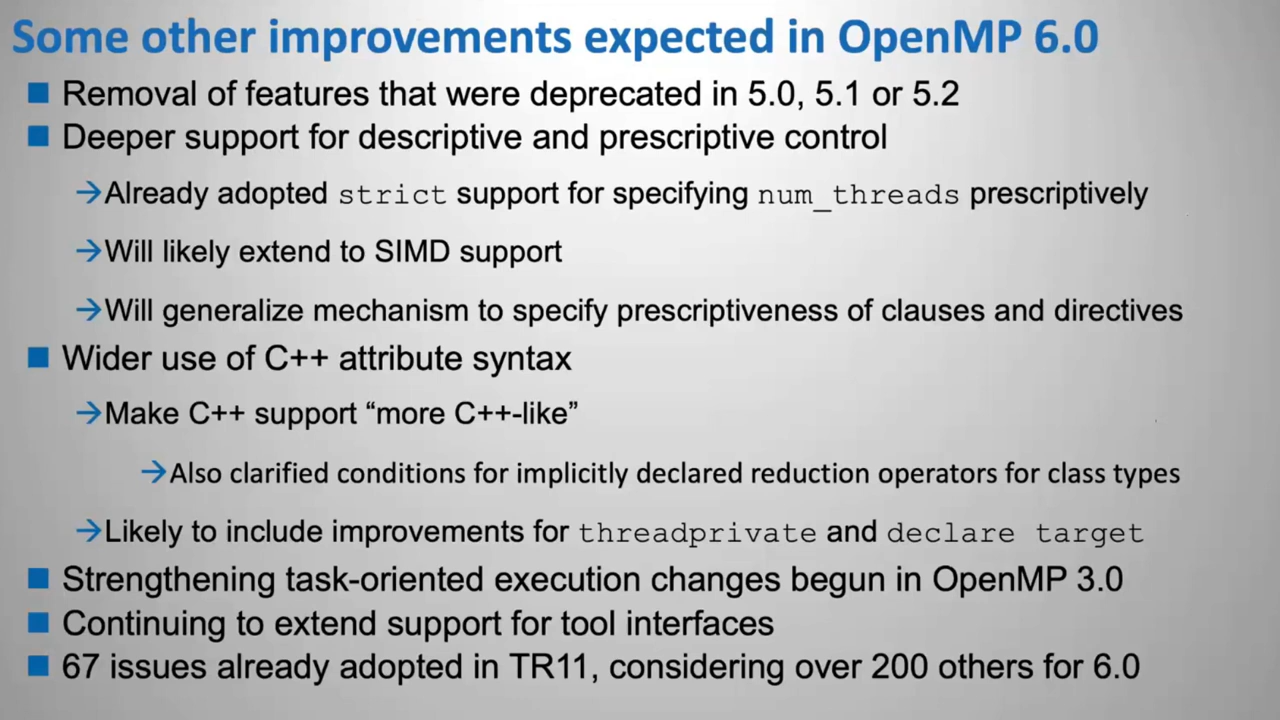 Some other improvements expected in OpenMP 6.0
■ Removal of features that were deprecated in 5.0, 5.1 or 5.2
■ Deeper support for descriptive and prescriptive control
→Already adopted strict support for specifying num_threads prescriptively
→Will likely extend to SIMD support
→Will generalize mechanism to specify prescriptiveness of clauses and directives
■ Wider use of C++ attribute syntax
→Make C++ support “more C++-like”
→Also clarified conditions for implicitly declared reduction operators for class types
→Likely to include improvements for threadprivate and declare target
■ Strengthening task-oriented execution changes begun in OpenMP 3.0
■ Continuing to extend support for tool interfaces
■ 67 issues already adopted in TR11, considering over 200 others for 6.0